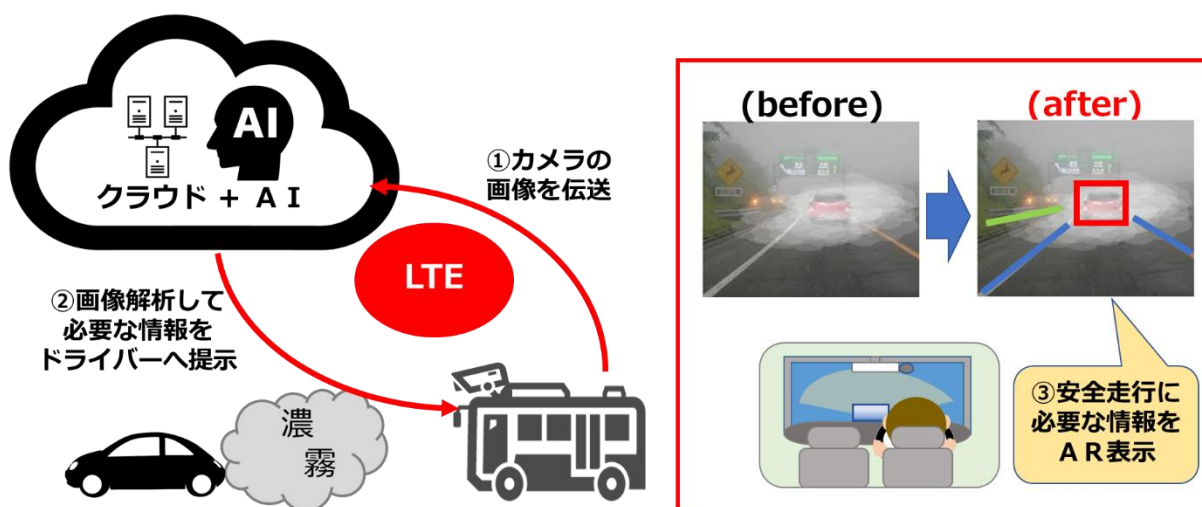 AI
クラウド + ＡＩ
①カメラの
画像を伝送
LTE
②画像解析して
必要な情報を
ドライバーへ提示
濃
霧
(before)
(after)
③安全走行に
必要な情報を
ＡＲ表示